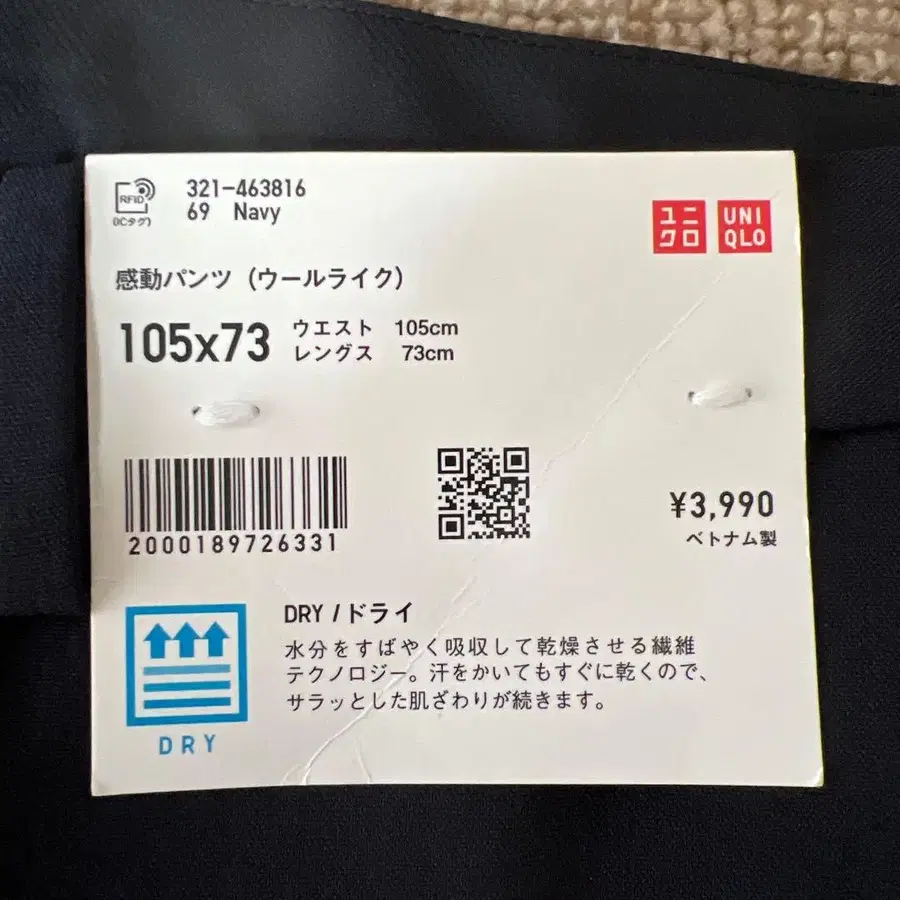 RFID
(ICタグ)
321-463816
69 Navy
ユニ
クロ
UNI
QLO
感動パンツ (ウールライク)
105x73
ウエスト 105cm
レングス 73cm
2000189726331
¥3,990
ベトナム製
DRY
DRY /ドライ
水分をすばやく吸収して乾燥させる繊維
テクノロジー。汗をかいてもすぐに乾くので、
サラッとした肌ざわりが続きます。